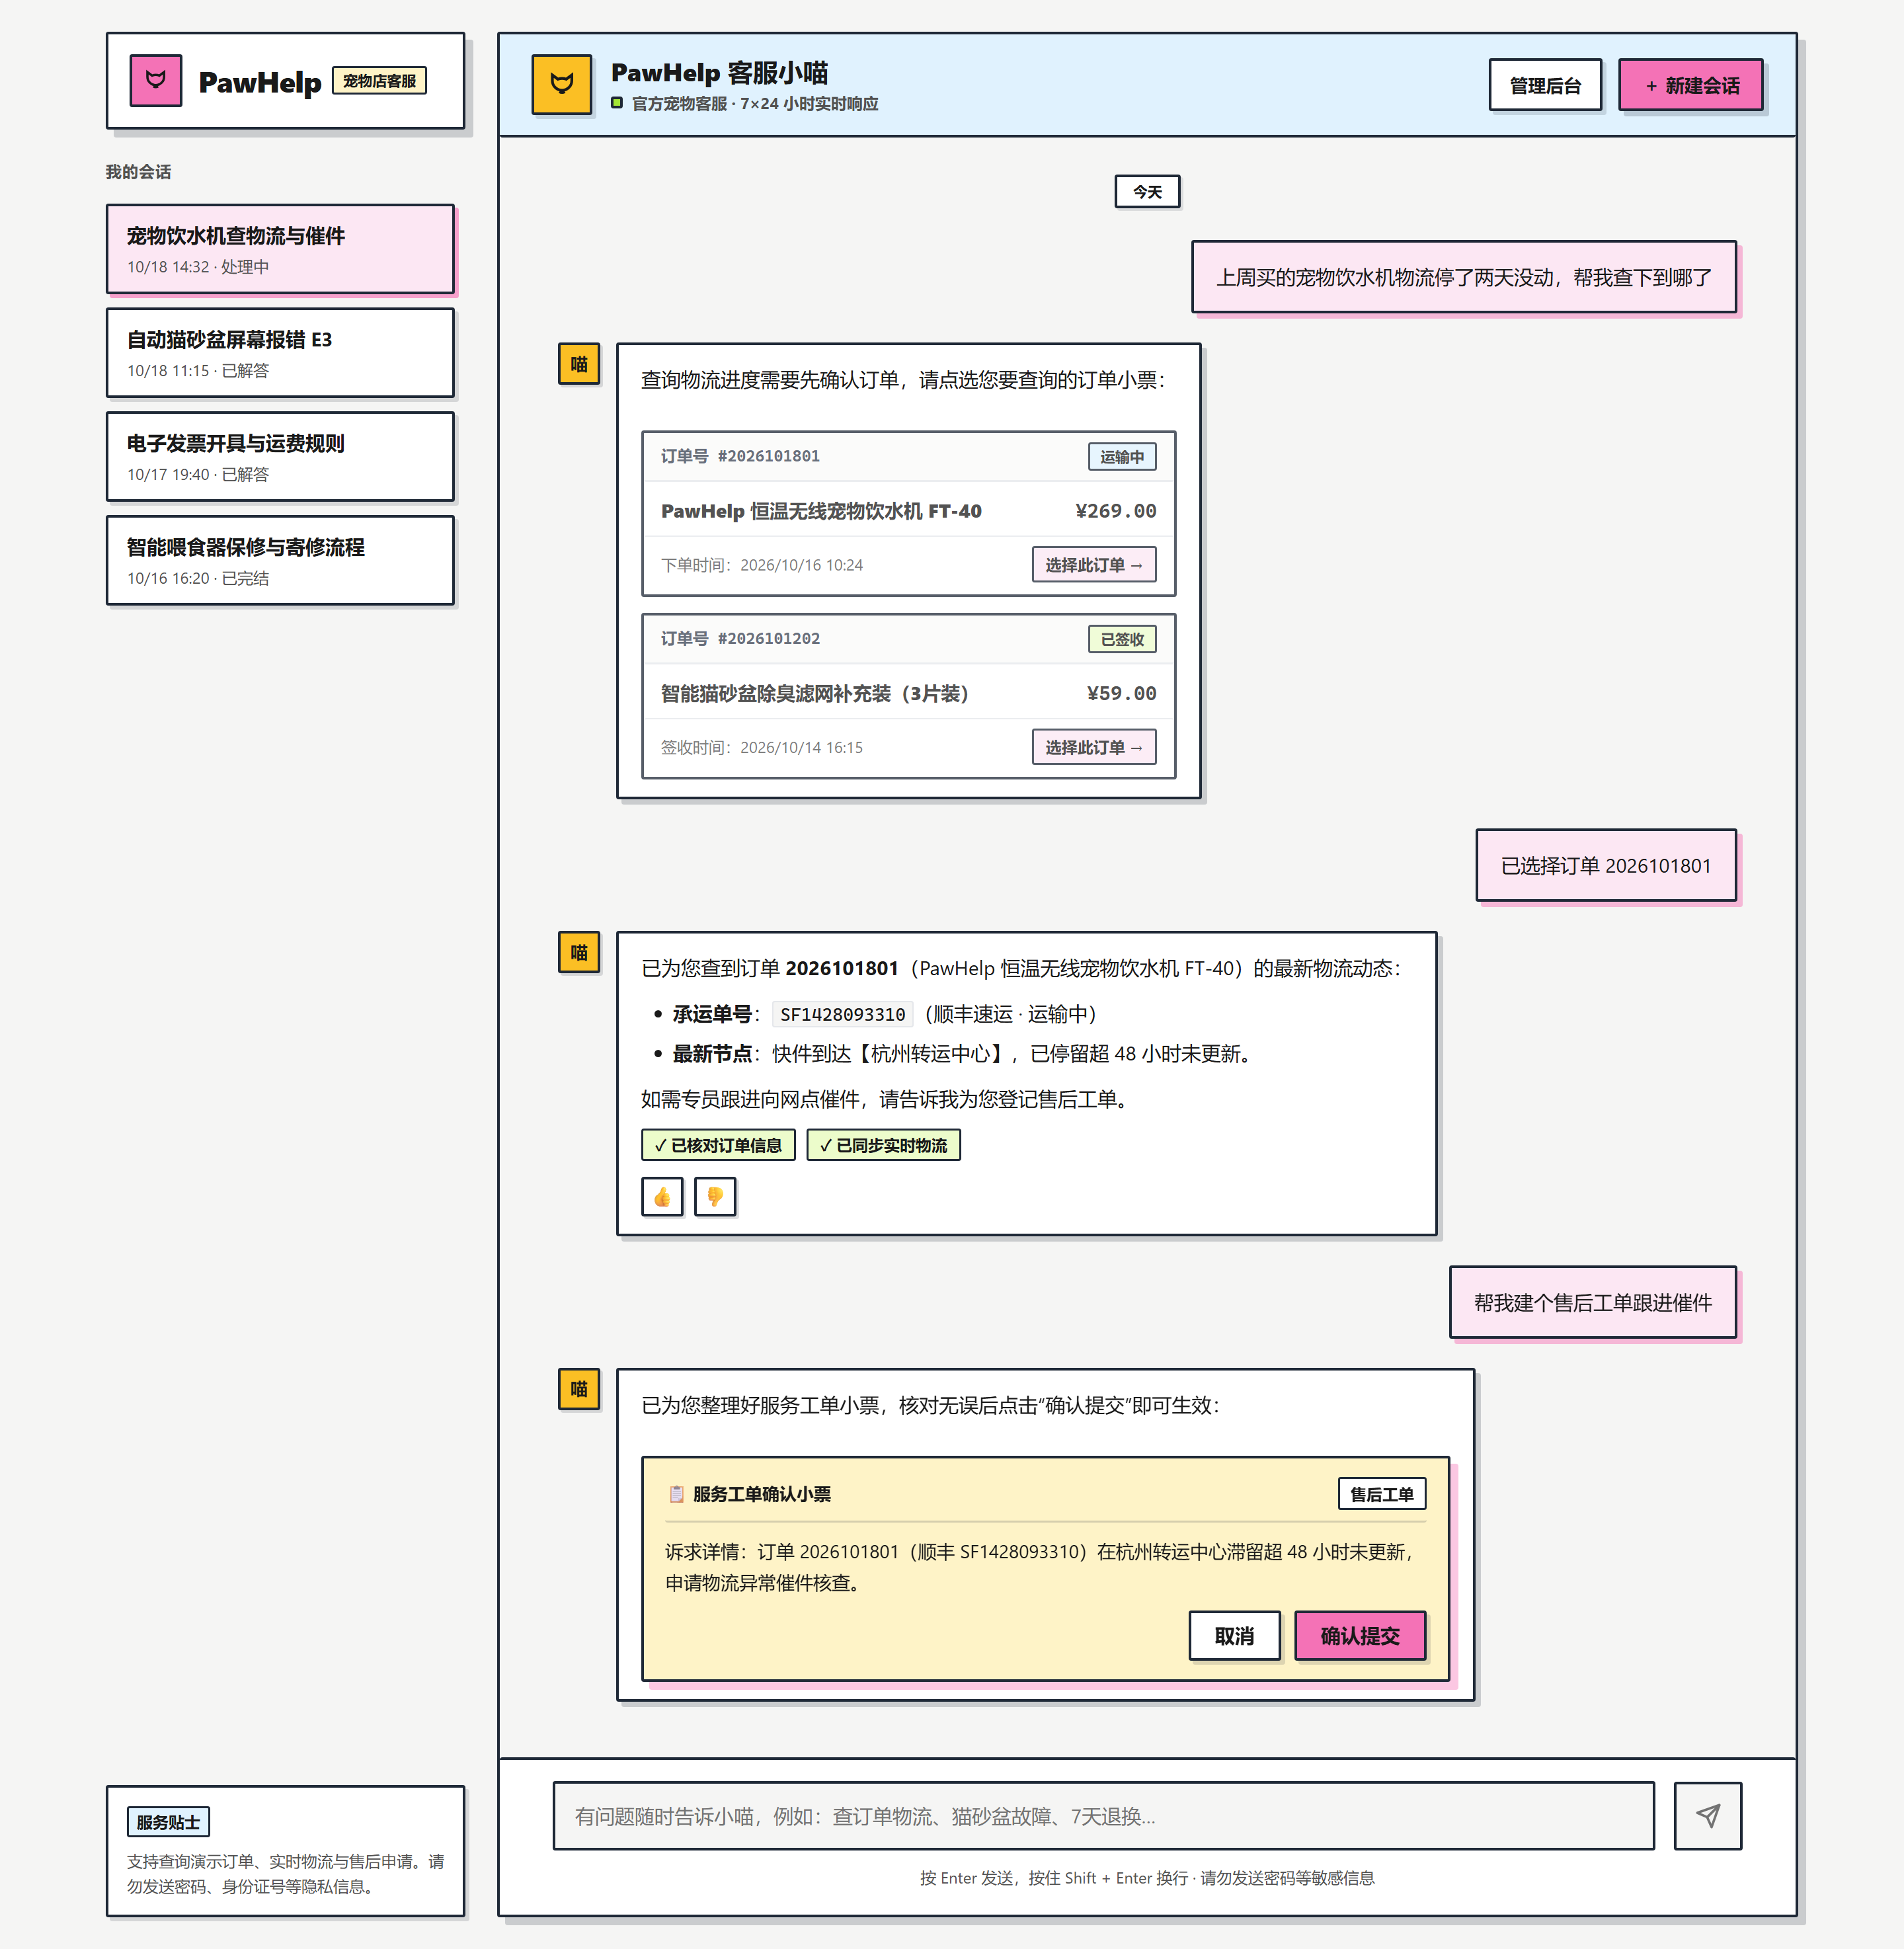 PawHelp 宠物店客服
我的会话
宠物饮水机查物流与催件
10/18 14:32 · 处理中
自动猫砂盆屏幕报错 E3
10/18 11:15 · 已解答
电子发票开具与运费规则
10/17 19:40 · 已解答
智能喂食器保修与寄修流程
10/16 16:20 · 已完结
服务贴士
支持查询演示订单、实时物流与售后申请。请
勿发送密码、身份证号等隐私信息。
PawHelp 客服小喵
官方宠物客服 · 7×24 小时实时响应
管理后台
+ 新建会话
今天
上周买的宠物饮水机物流停了两天没动，帮我查下到哪了
喵
查询物流进度需要先确认订单，请点选您要查询的订单小票：
订单号 #2026101801 运输中
PawHelp 恒温无线宠物饮水机 FT-40 ¥269.00
下单时间：2026/10/16 10:24 选择此订单 →
订单号 #2026101202 已签收
智能猫砂盆除臭滤网补充装（3片装） ¥59.00
签收时间：2026/10/14 16:15 选择此订单 →
已选择订单 2026101801
喵
已为您查到订单 2026101801（PawHelp 恒温无线宠物饮水机 FT-40）的最新物流动态：
• 承运单号： SF1428093310 （顺丰速运 · 运输中）
• 最新节点：快件到达【杭州转运中心】，已停留超 48 小时未更新。
如需专员跟进向网点催件，请告诉我为您登记售后工单。
✓ 已核对订单信息 ✓ 已同步实时物流
👍 👎
帮我建个售后工单跟进催件
喵
已为您整理好服务工单小票，核对无误后点击“确认提交”即可生效：
📋 服务工单确认小票 售后工单
诉求详情：订单 2026101801（顺丰 SF1428093310）在杭州转运中心滞留超 48 小时未更新，
申请物流异常催件核查。
取消 确认提交
有问题随时告诉小喵，例如：查订单物流、猫砂盆故障、7天退换...
按 Enter 发送，按住 Shift + Enter 换行 · 请勿发送密码等敏感信息